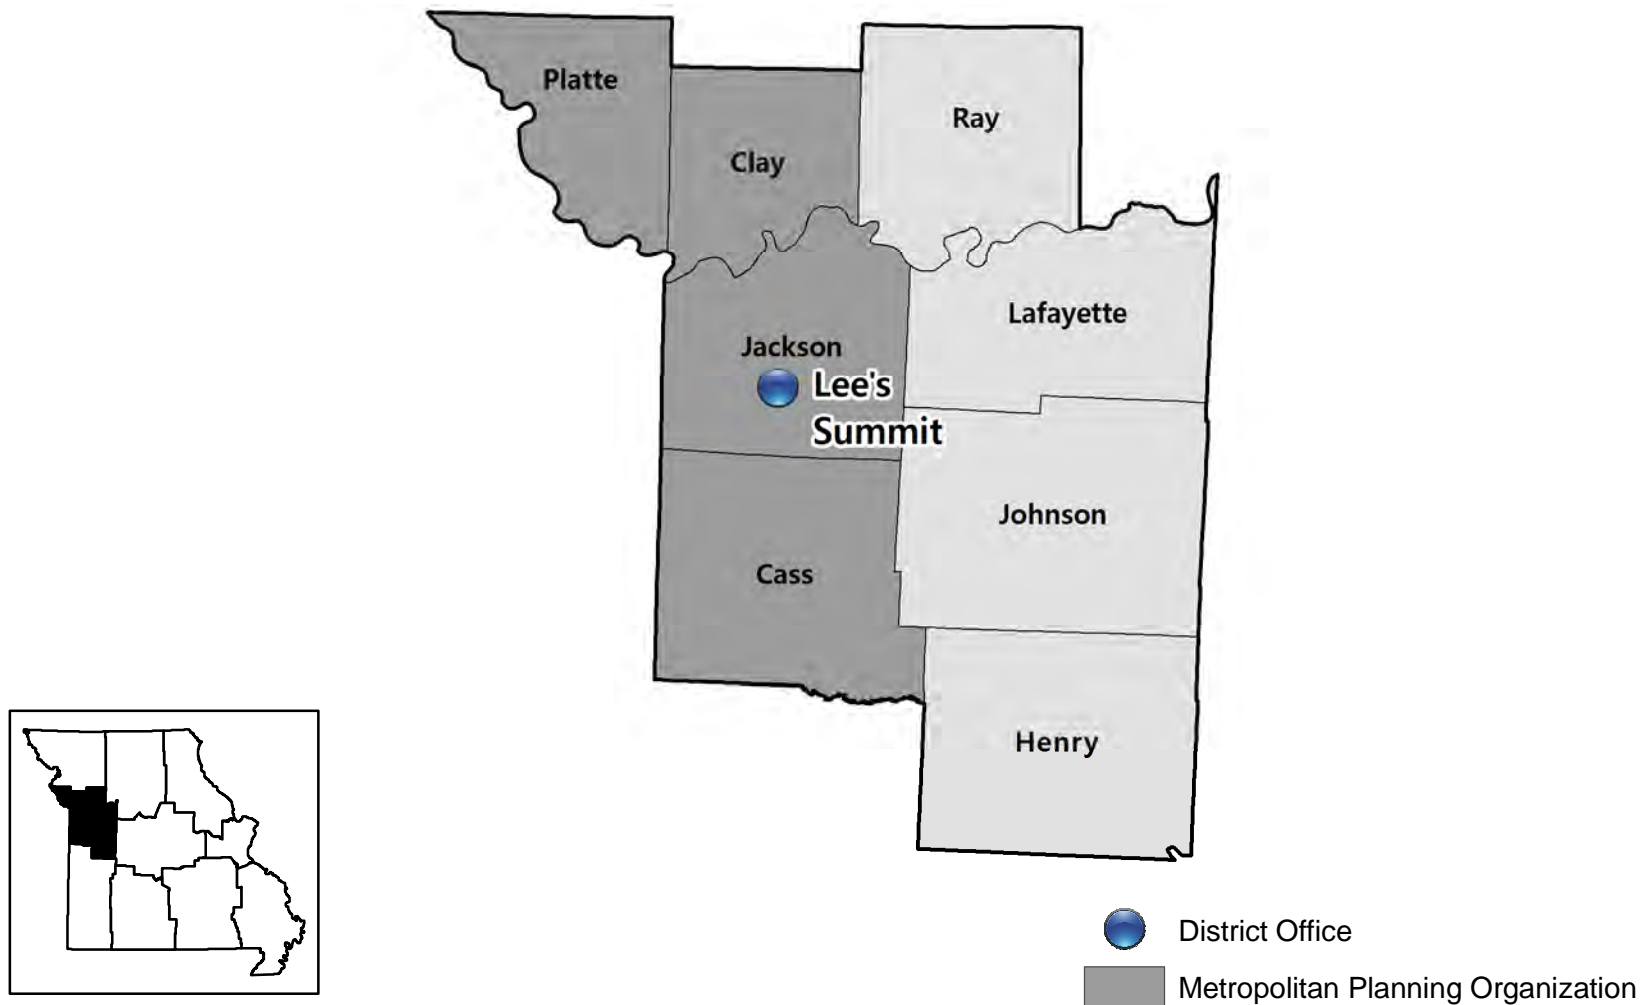 Platte
Ray
Clay
Lafayette
Jackson
Lee's
Summit
Johnson
Cass
Henry
District Office
Metropolitan Planning Organization